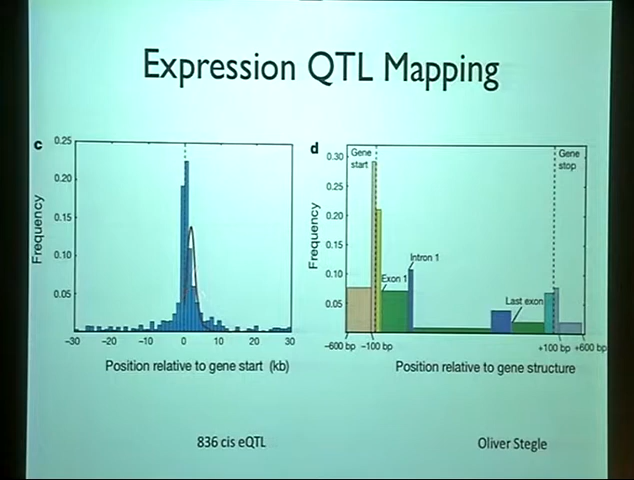 Expression QTL Mapping
c
0.25
0.20
0.15
0.10
0.05
Frequency
−30 −20 −10 0 10 20 30
Position relative to gene start (kb)
d
0.30
0.25
0.20
0.15
0.10
0.05
Frequency
Gene
start
Gene
stop
Intron 1
Exon 1
Last exon
−600 bp −100 bp +100 bp +600 bp
Position relative to gene structure
836 cis eQTL
Oliver Stegle